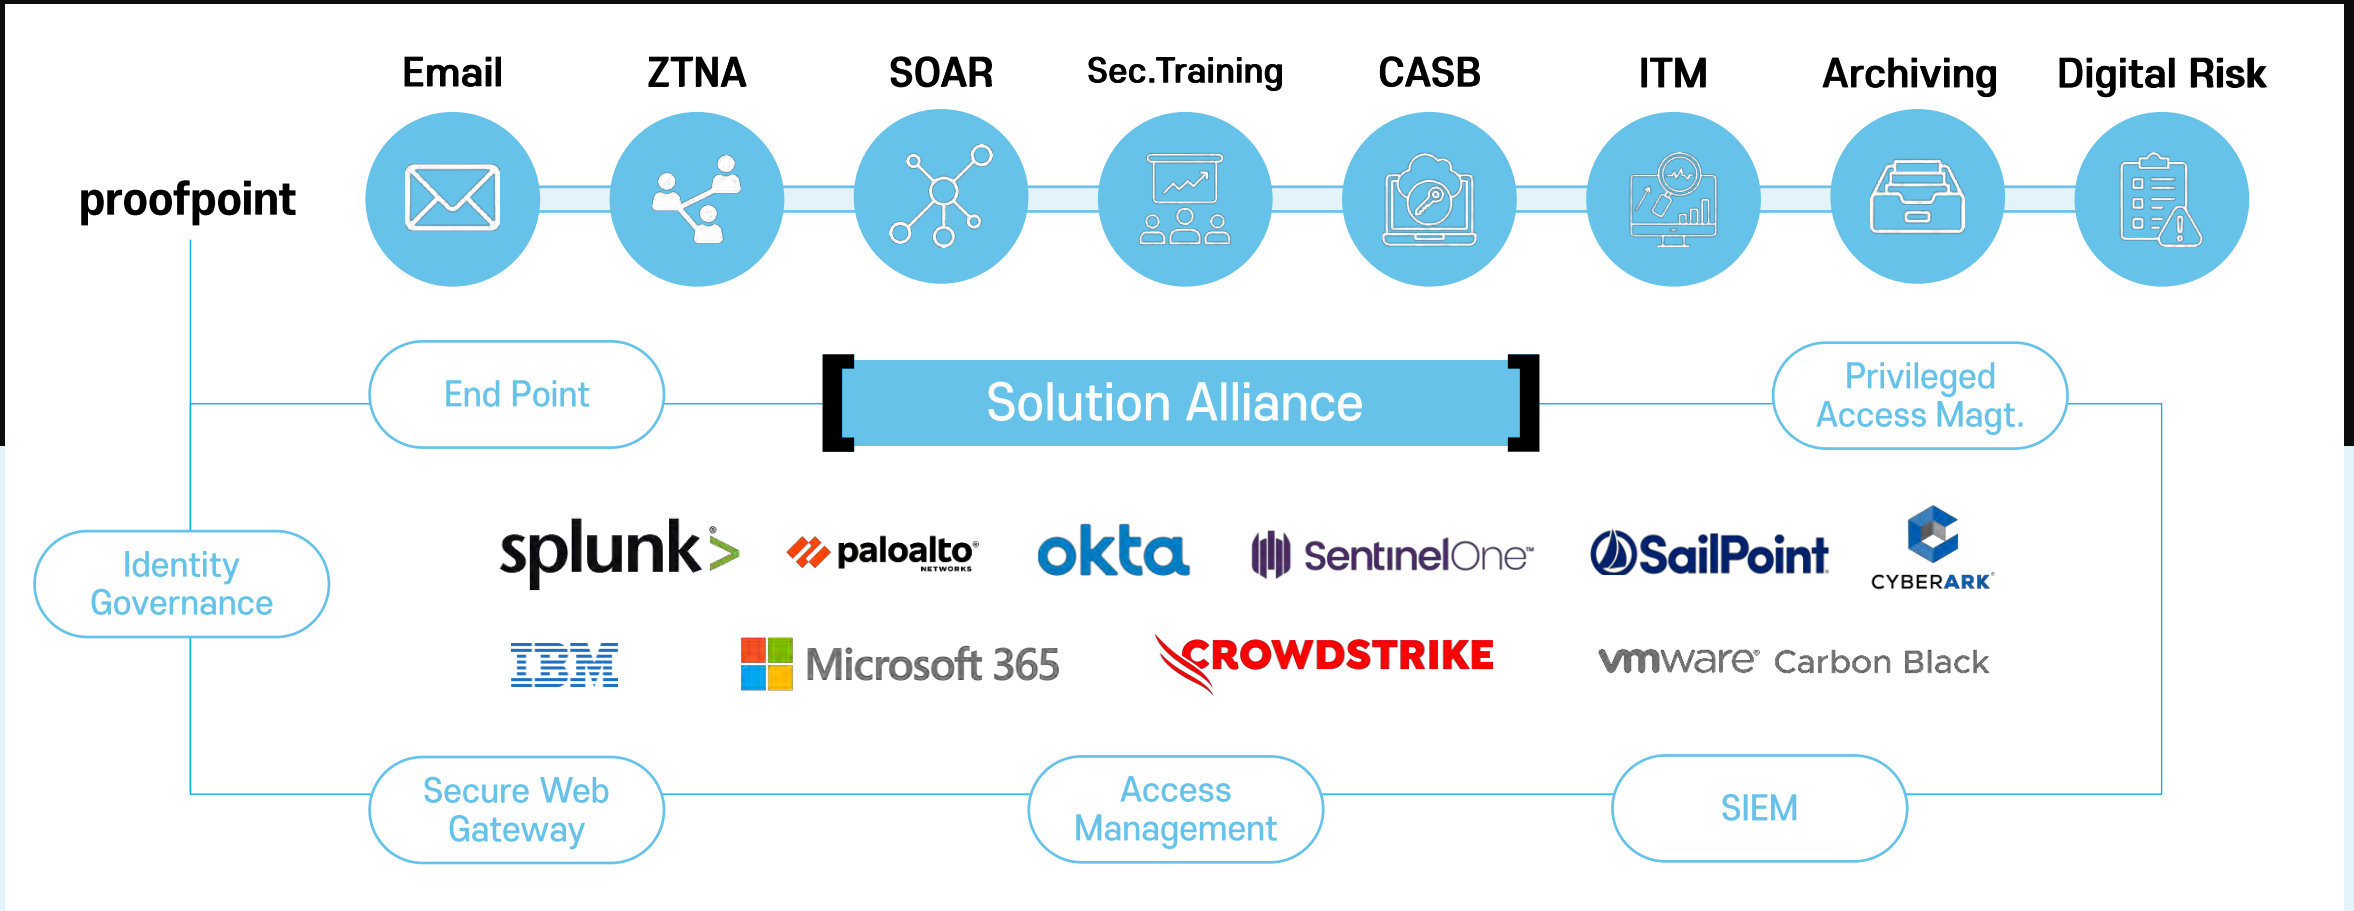 Email
ZTNA
SOAR
Sec.Training
CASB
ITM
Archiving
Digital Risk
proofpoint
End Point
Solution Alliance
Privileged
Access Magt.
Identity
Governance
splunk>®
paloalto®
NETWORKS
okta
SentinelOne™
SailPoint
CYBERARK®
IBM
Microsoft 365
CROWDSTRIKE
vmware® Carbon Black
Secure Web
Gateway
Access
Management
SIEM